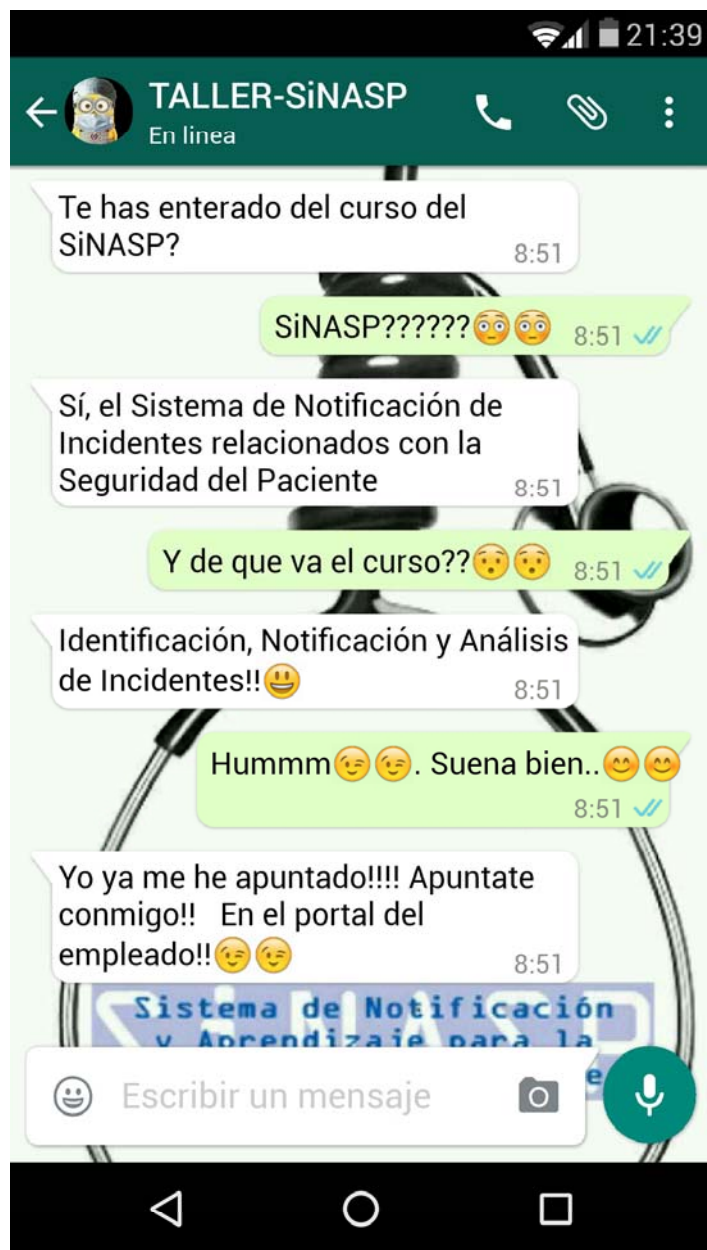 21:39
TALLER-SiNASP
En linea
Te has enterado del curso del
SiNASP?
8:51
SiNASP??????😳😳 8:51
Sí, el Sistema de Notificación de
Incidentes relacionados con la
Seguridad del Paciente
8:51
Y de que va el curso??😯😯 8:51
Identificación, Notificación y Análisis
de Incidentes!!😃
8:51
Hummm😉😉. Suena bien..😊😊
8:51
Yo ya me he apuntado!!!! Apuntate
conmigo!! En el portal del
empleado!!😉😉
8:51
SiNASP
Sistema de Notificación
y Aprendizaje para la
Escribir un mensaje